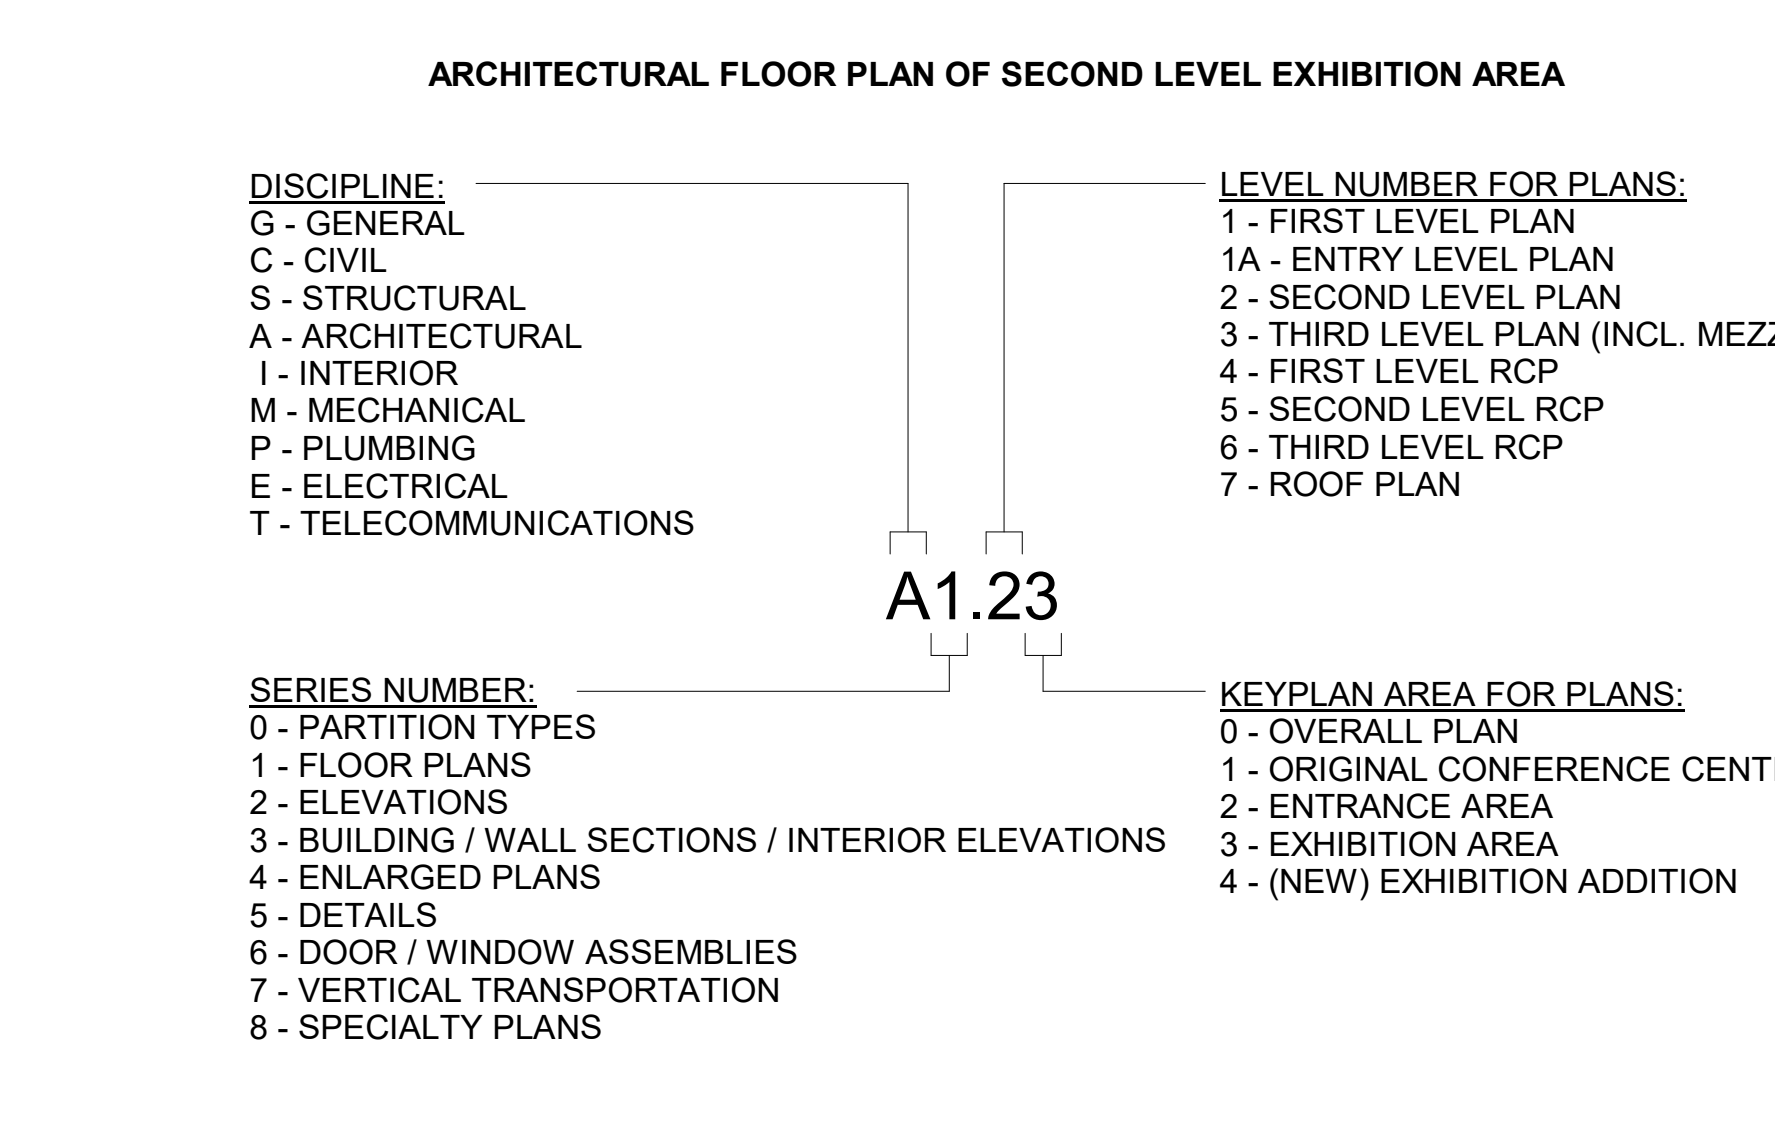 ARCHITECTURAL FLOOR PLAN OF SECOND LEVEL EXHIBITION AREA
DISCIPLINE:
G - GENERAL
C - CIVIL
S - STRUCTURAL
A - ARCHITECTURAL
I - INTERIOR
M - MECHANICAL
P - PLUMBING
E - ELECTRICAL
T - TELECOMMUNICATIONS
LEVEL NUMBER FOR PLANS:
1 - FIRST LEVEL PLAN
1A - ENTRY LEVEL PLAN
2 - SECOND LEVEL PLAN
3 - THIRD LEVEL PLAN (INCL.
4 - FIRST LEVEL RCP
5 - SECOND LEVEL RCP
6 - THIRD LEVEL RCP
7 - ROOF PLAN
A1.23
SERIES NUMBER:
0 - PARTITION TYPES
1 - FLOOR PLANS
2 - ELEVATIONS
3 - BUILDING / WALL SECTIONS / INTERIOR ELEVATIONS
4 - ENLARGED PLANS
5 - DETAILS
6 - DOOR / WINDOW ASSEMBLIES
7 - VERTICAL TRANSPORTATION
8 - SPECIALTY PLANS
KEYPLAN AREA FOR PLANS:
0 - OVERALL PLAN
1 - ORIGINAL CONFERENCE
2 - ENTRANCE AREA
3 - EXHIBITION AREA
4 - (NEW) EXHIBITION ADDITION